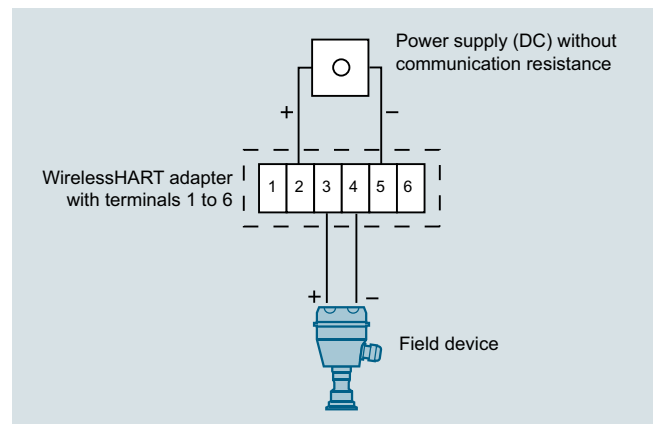 Power supply (DC) without
communication resistance
+ −
WirelessHART adapter
with terminals 1 to 6
1 2 3 4 5 6
+ −
Field device